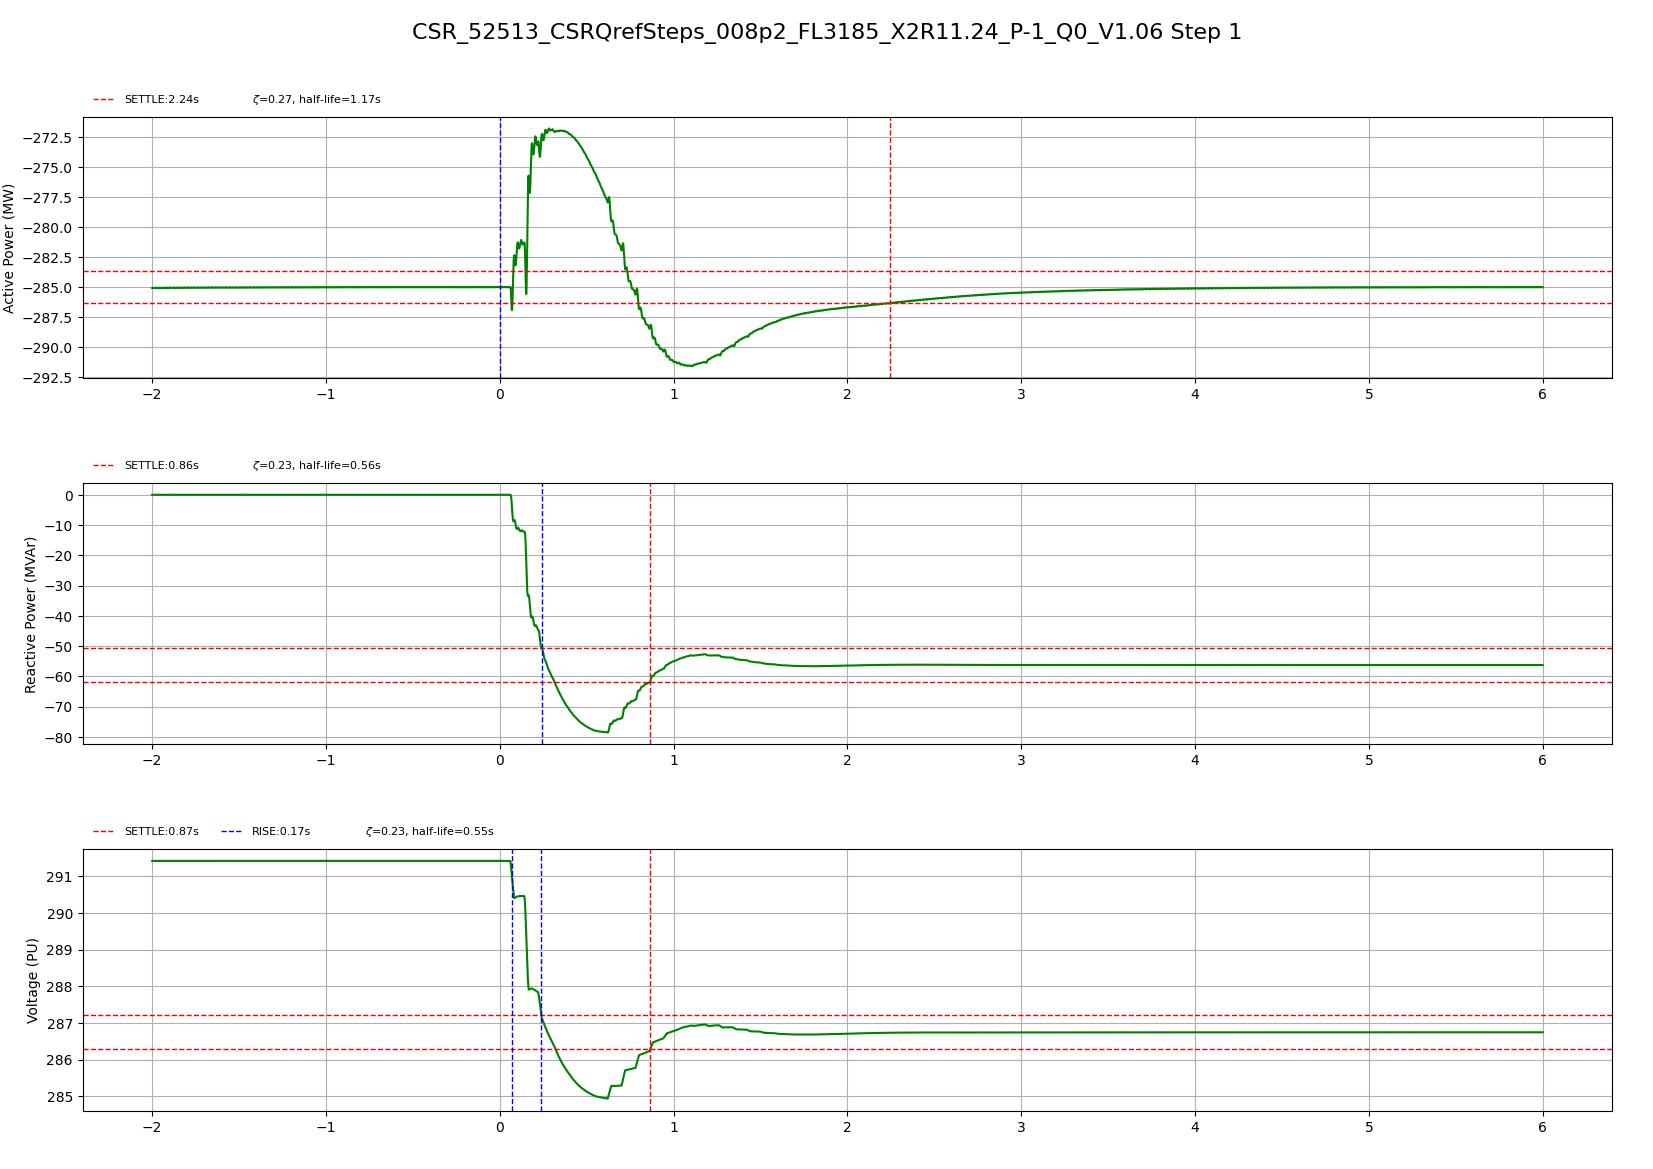 CSR_52513_CSRQrefSteps_008p2_FL3185_X2R11.24_P-1_Q0_V1.06 Step 1
SETTLE:2.24s ζ=0.27, half-life=1.17s
Active Power (MW)
−272.5
−275.0
−277.5
−280.0
−282.5
−285.0
−287.5
−290.0
−292.5
−2 −1 0 1 2 3 4 5 6
SETTLE:0.86s ζ=0.23, half-life=0.56s
Reactive Power (MVAr)
0
−10
−20
−30
−40
−50
−60
−70
−80
−2 −1 0 1 2 3 4 5 6
SETTLE:0.87s RISE:0.17s ζ=0.23, half-life=0.55s
Voltage (PU)
291
290
289
288
287
286
285
−2 −1 0 1 2 3 4 5 6